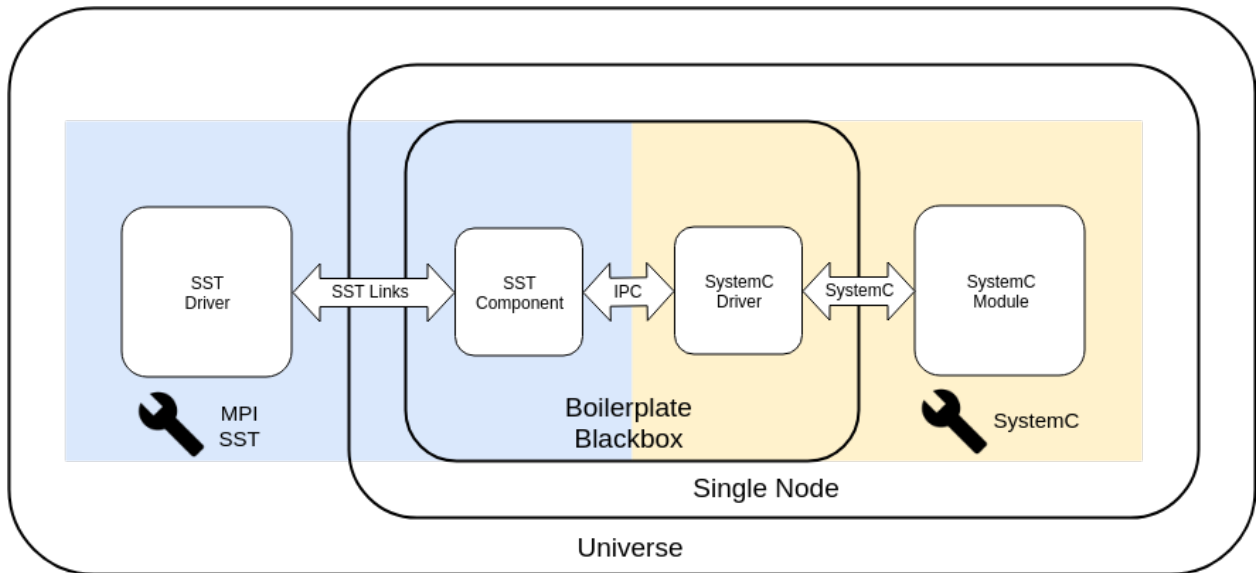 SST
Driver
SST Links
SST
Component
IPC
SystemC
Driver
SystemC
SystemC
Module
MPI
SST
Boilerplate
Blackbox
SystemC
Single Node
Universe